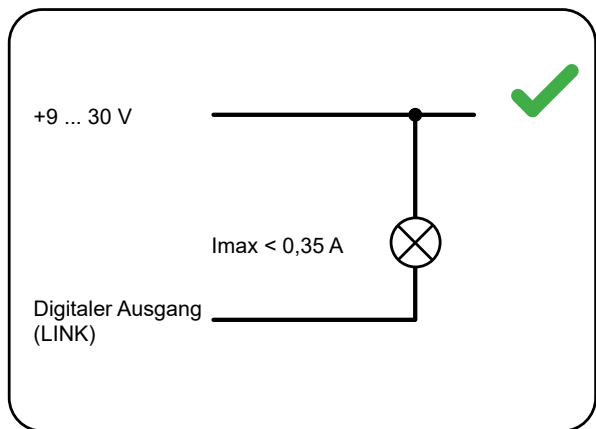 +9 ... 30 V
Imax < 0,35 A
Digitaler Ausgang
(LINK)